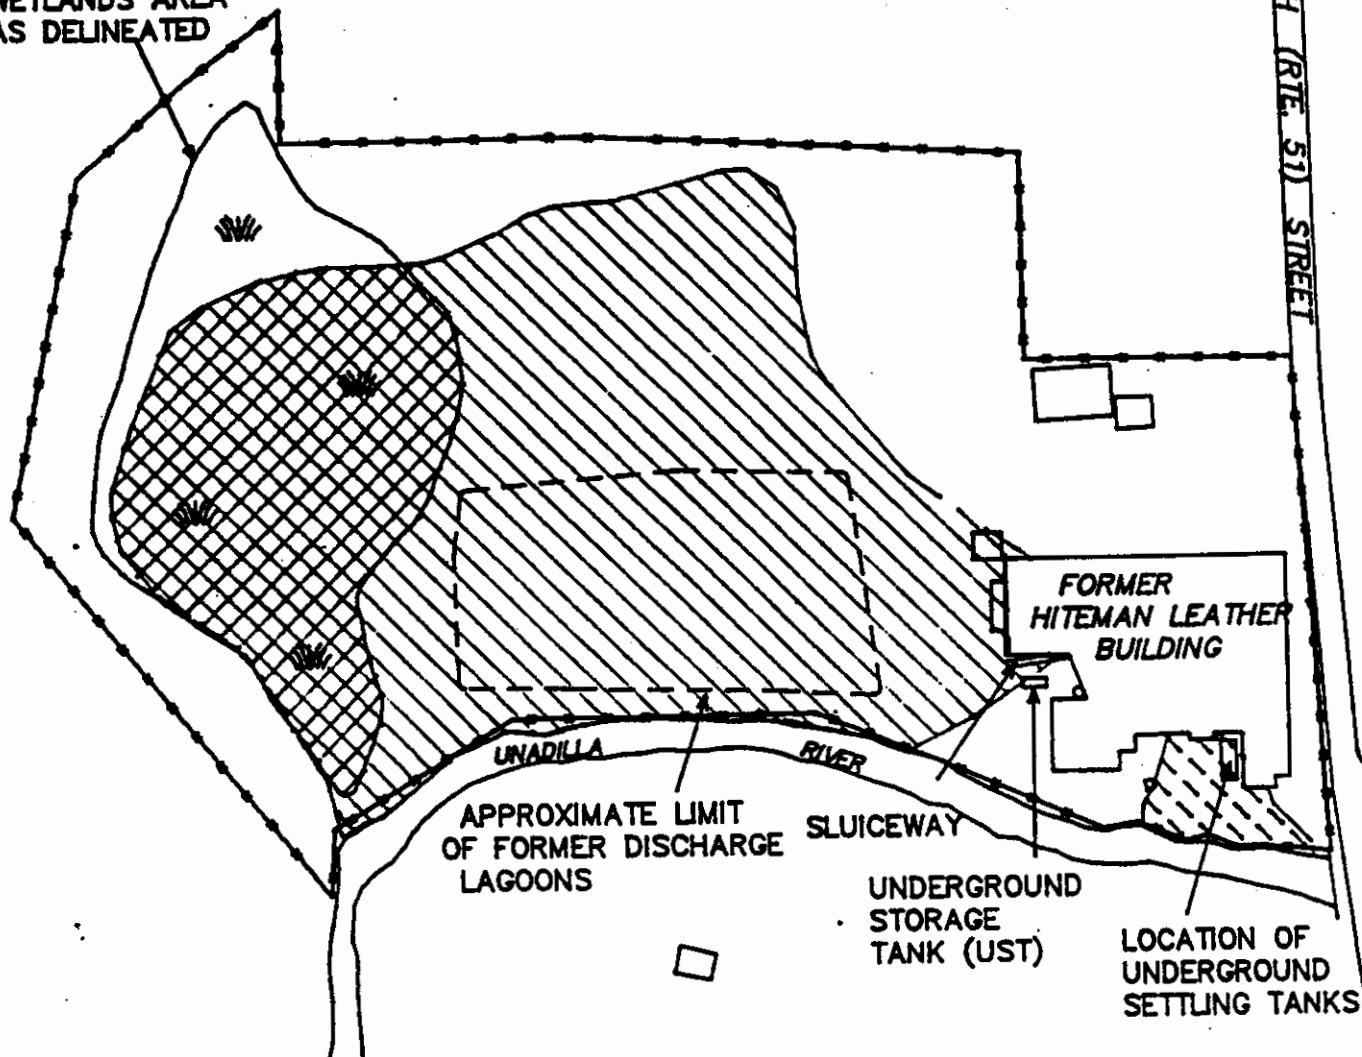 WETLANDS AREA
AS DELINEATED
H (RTE. 51) STREET
FORMER
HITEMAN LEATHER
BUILDING
UNADILLA RIVER
APPROXIMATE LIMIT
OF FORMER DISCHARGE
LAGOONS
SLUICEWAY
UNDERGROUND
STORAGE
TANK (UST)
LOCATION OF
UNDERGROUND
SETTLING TANKS